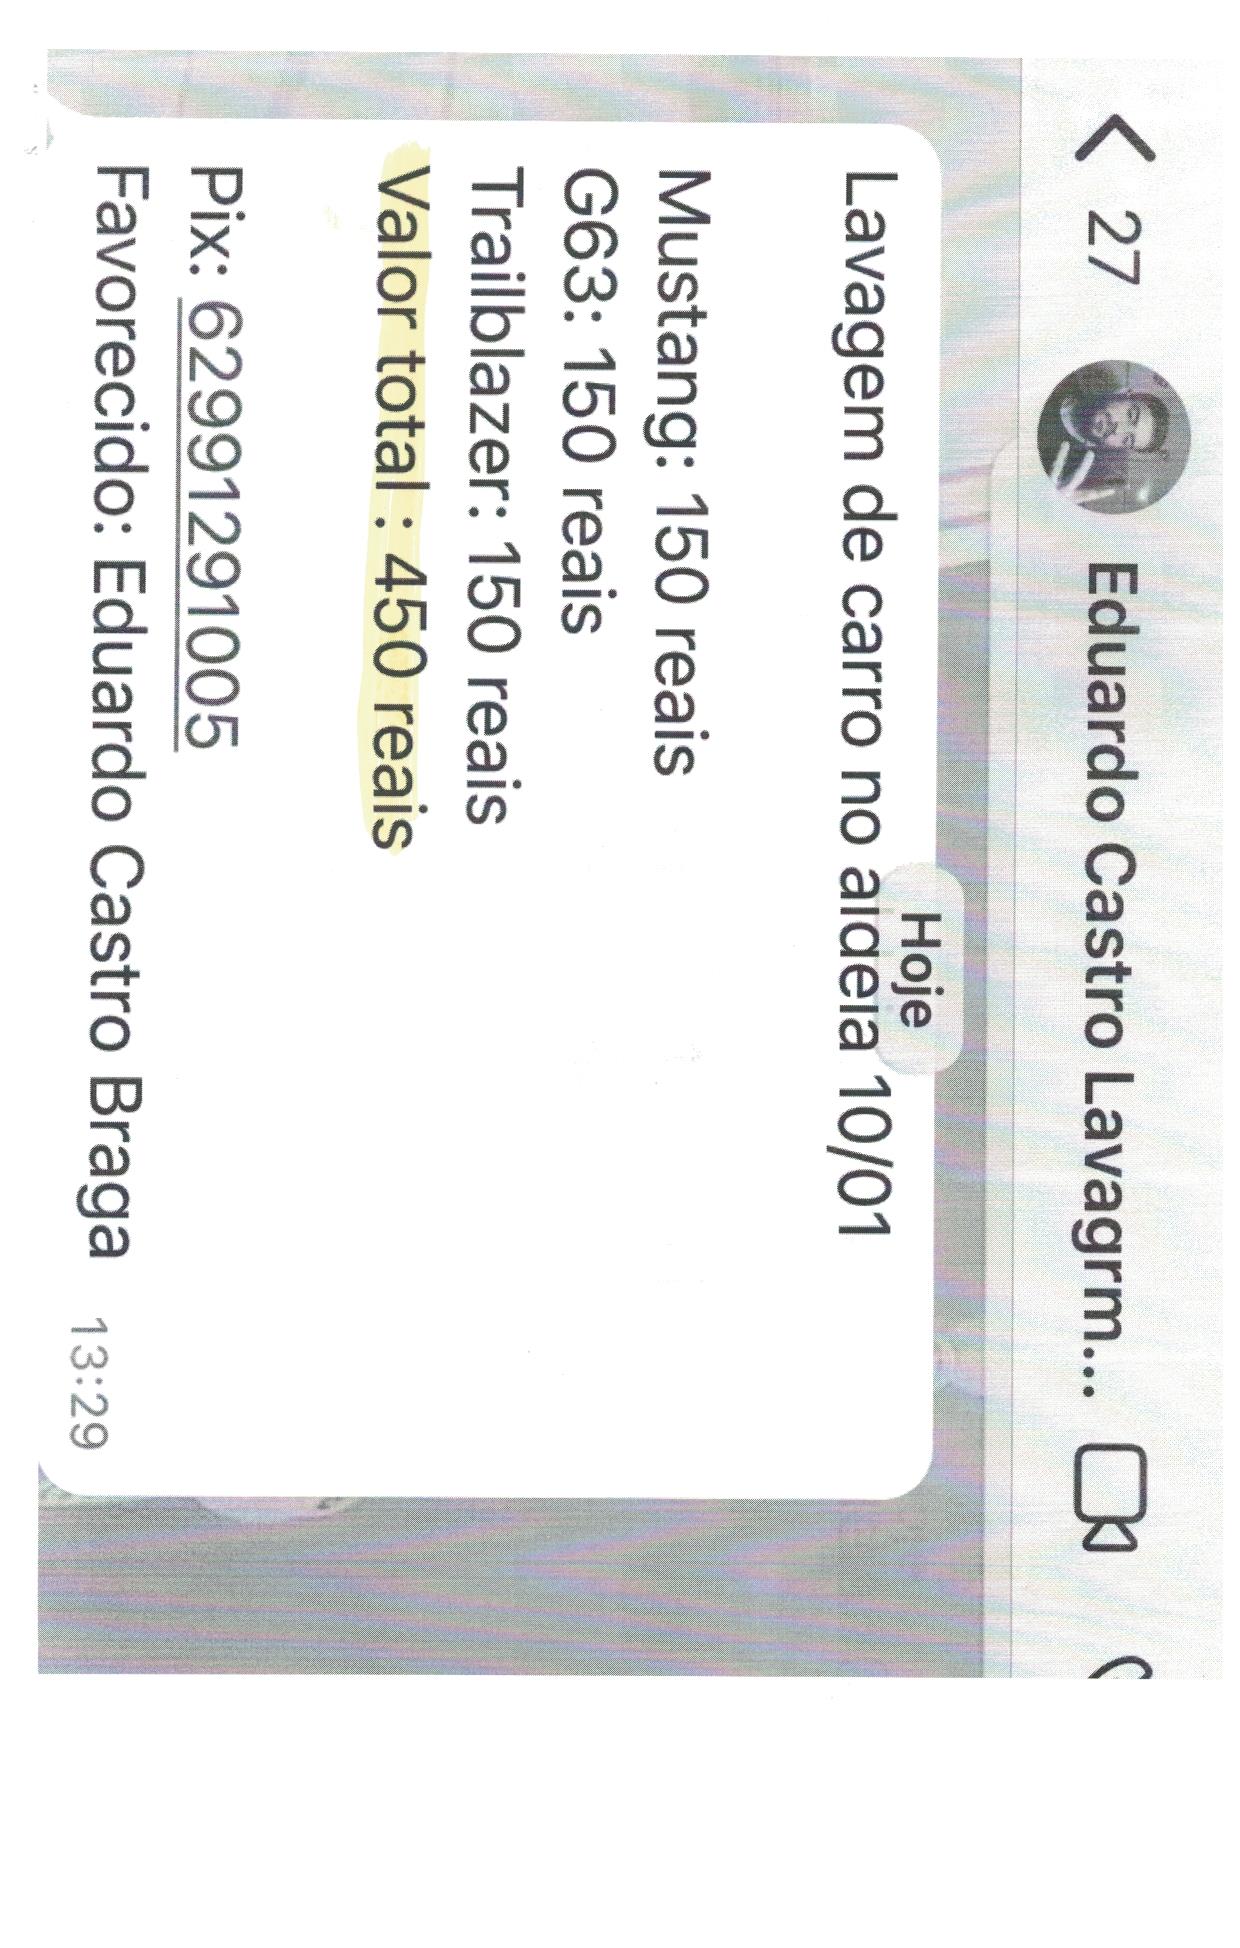 27 Eduardo Castro Lavagrm...
Hoje
Lavagem de carro no aldeia 10/01
Mustang: 150 reais
G63: 150 reais
Trailblazer: 150 reais
Valor total : 450 reais
Pix: 62991291005
Favorecido: Eduardo Castro Braga
13:29